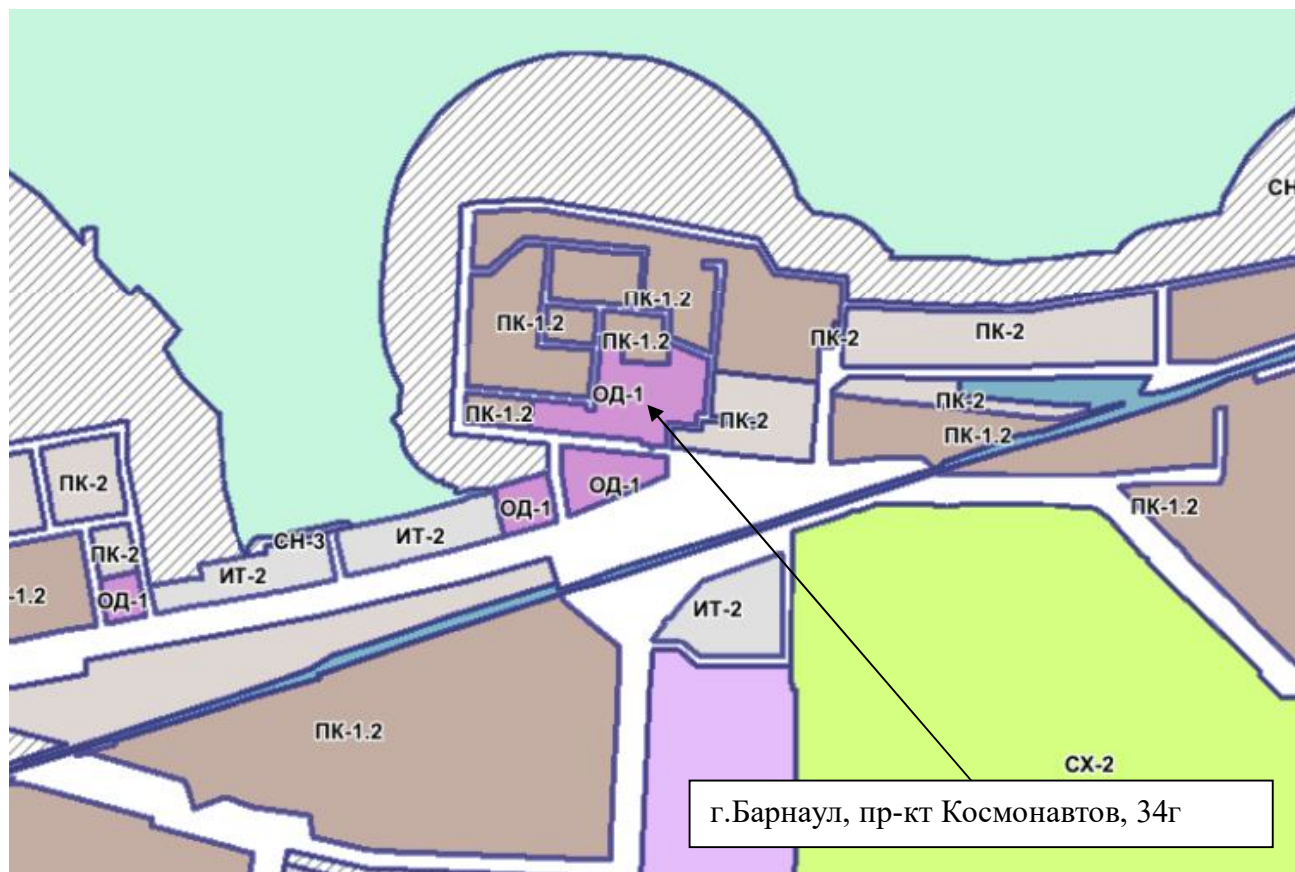 СН
ПК-1.2
ПК-1.2
ПК-2
ПК-2
ПК-1.2
ОД-1
ПК-2
ПК-1.2
ПК-2
ПК-1.2
ПК-2
ОД-1
ОД-1
ПК-1.2
СН-3
ИТ-2
ПК-2
ИТ-2
-1.2
ОД-1
ИТ-2
ПК-1.2
СХ-2
г.Барнаул, пр-кт Космонавтов, 34г